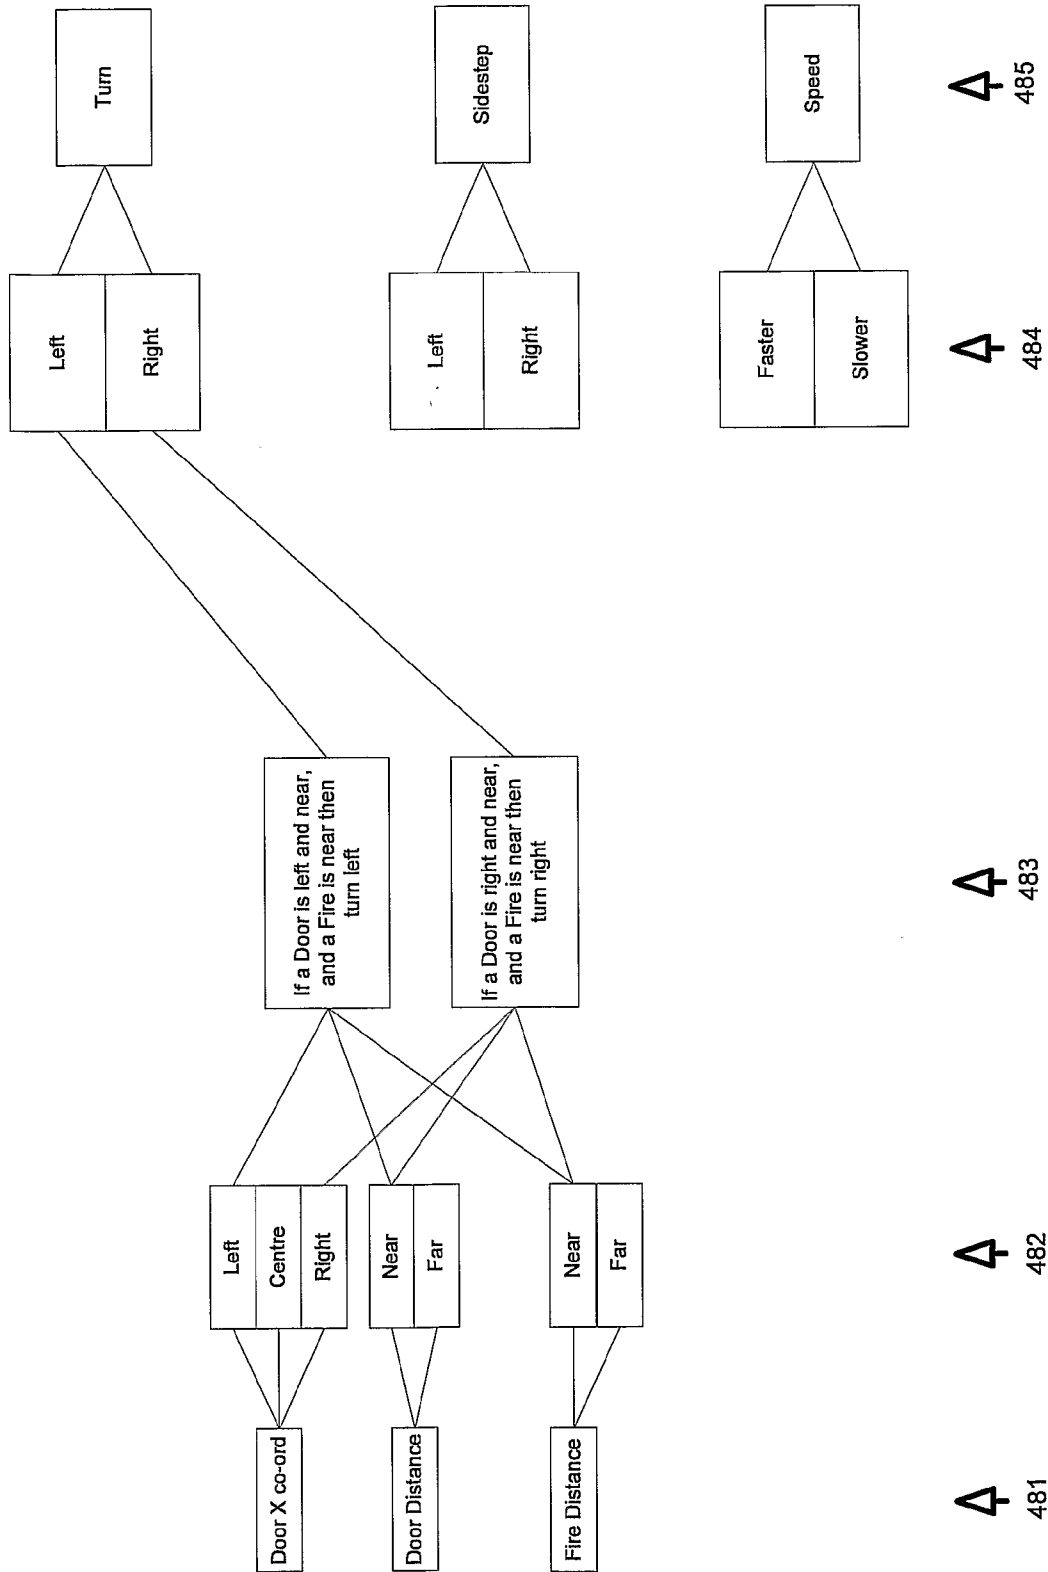 Door X co-ord
Door Distance
Fire Distance
481
Left
Centre
Right
Near
Far
Near
Far
482
If a Door is left and near,
and a Fire is near then
turn left
If a Door is right and near,
and a Fire is near then
turn right
483
Left
Right
Left
Right
Faster
Slower
484
Turn
Sidestep
Speed
485